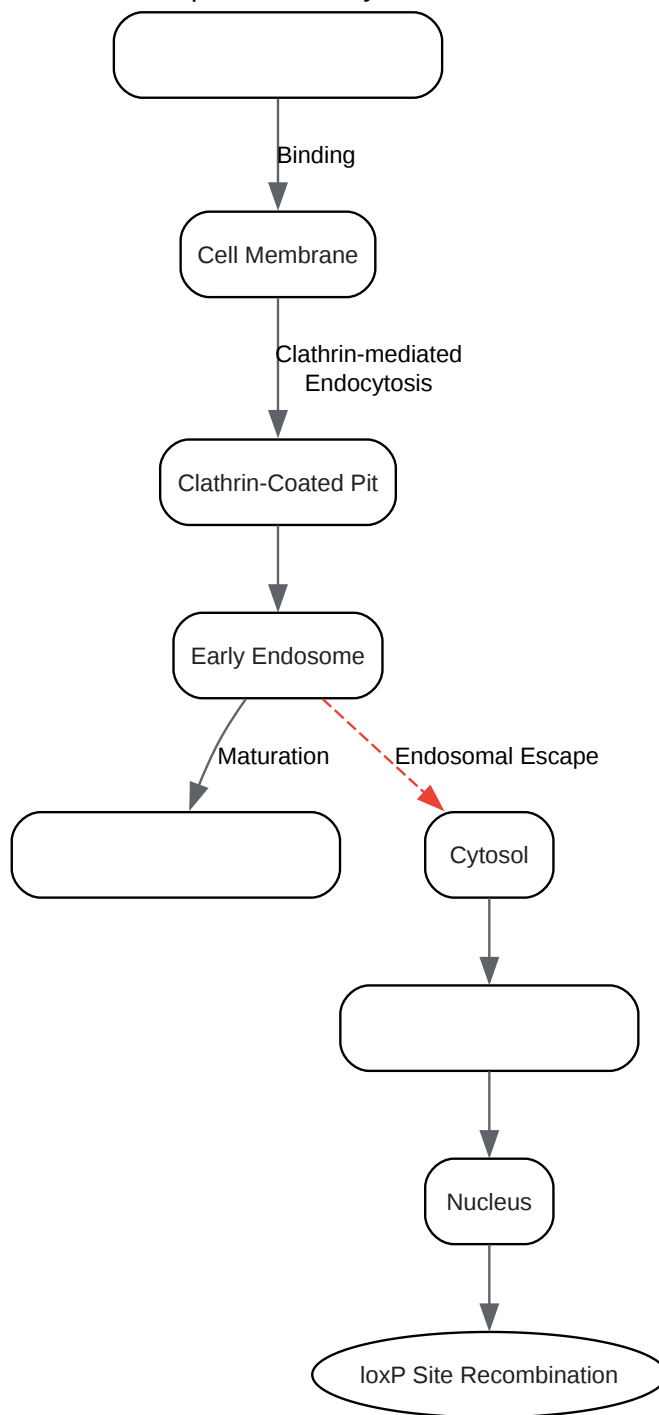 Binding
Cell Membrane
Clathrin-mediated
Endocytosis
Clathrin-Coated Pit
Early Endosome
Maturation
Endosomal Escape
Cytosol
Nucleus
loxP Site Recombination